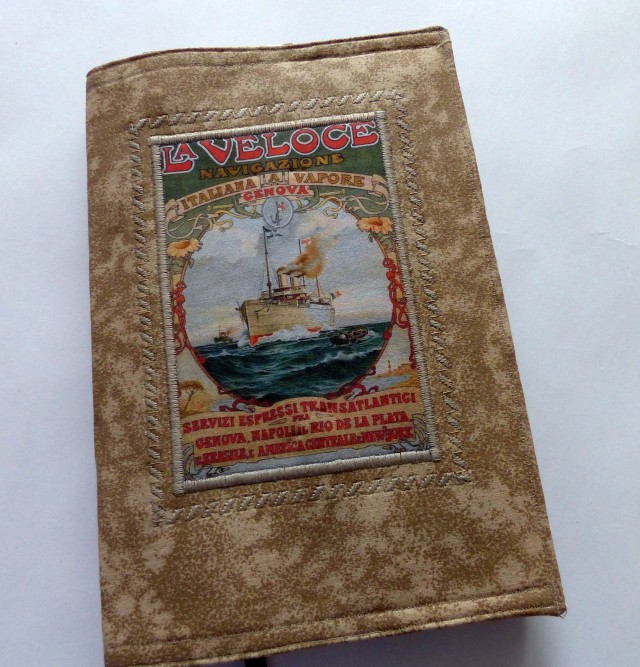 LA VELOCE
NAVIGAZIONE
ITALIANA A VAPORE
GENOVA
SERVIZI ESPRESSI TRANSATLANTICI
FRA
GENOVA, NAPOLI IL RIO DE LA PLATA
BRASILE E AMERICA CENTRALE E NEW YORK